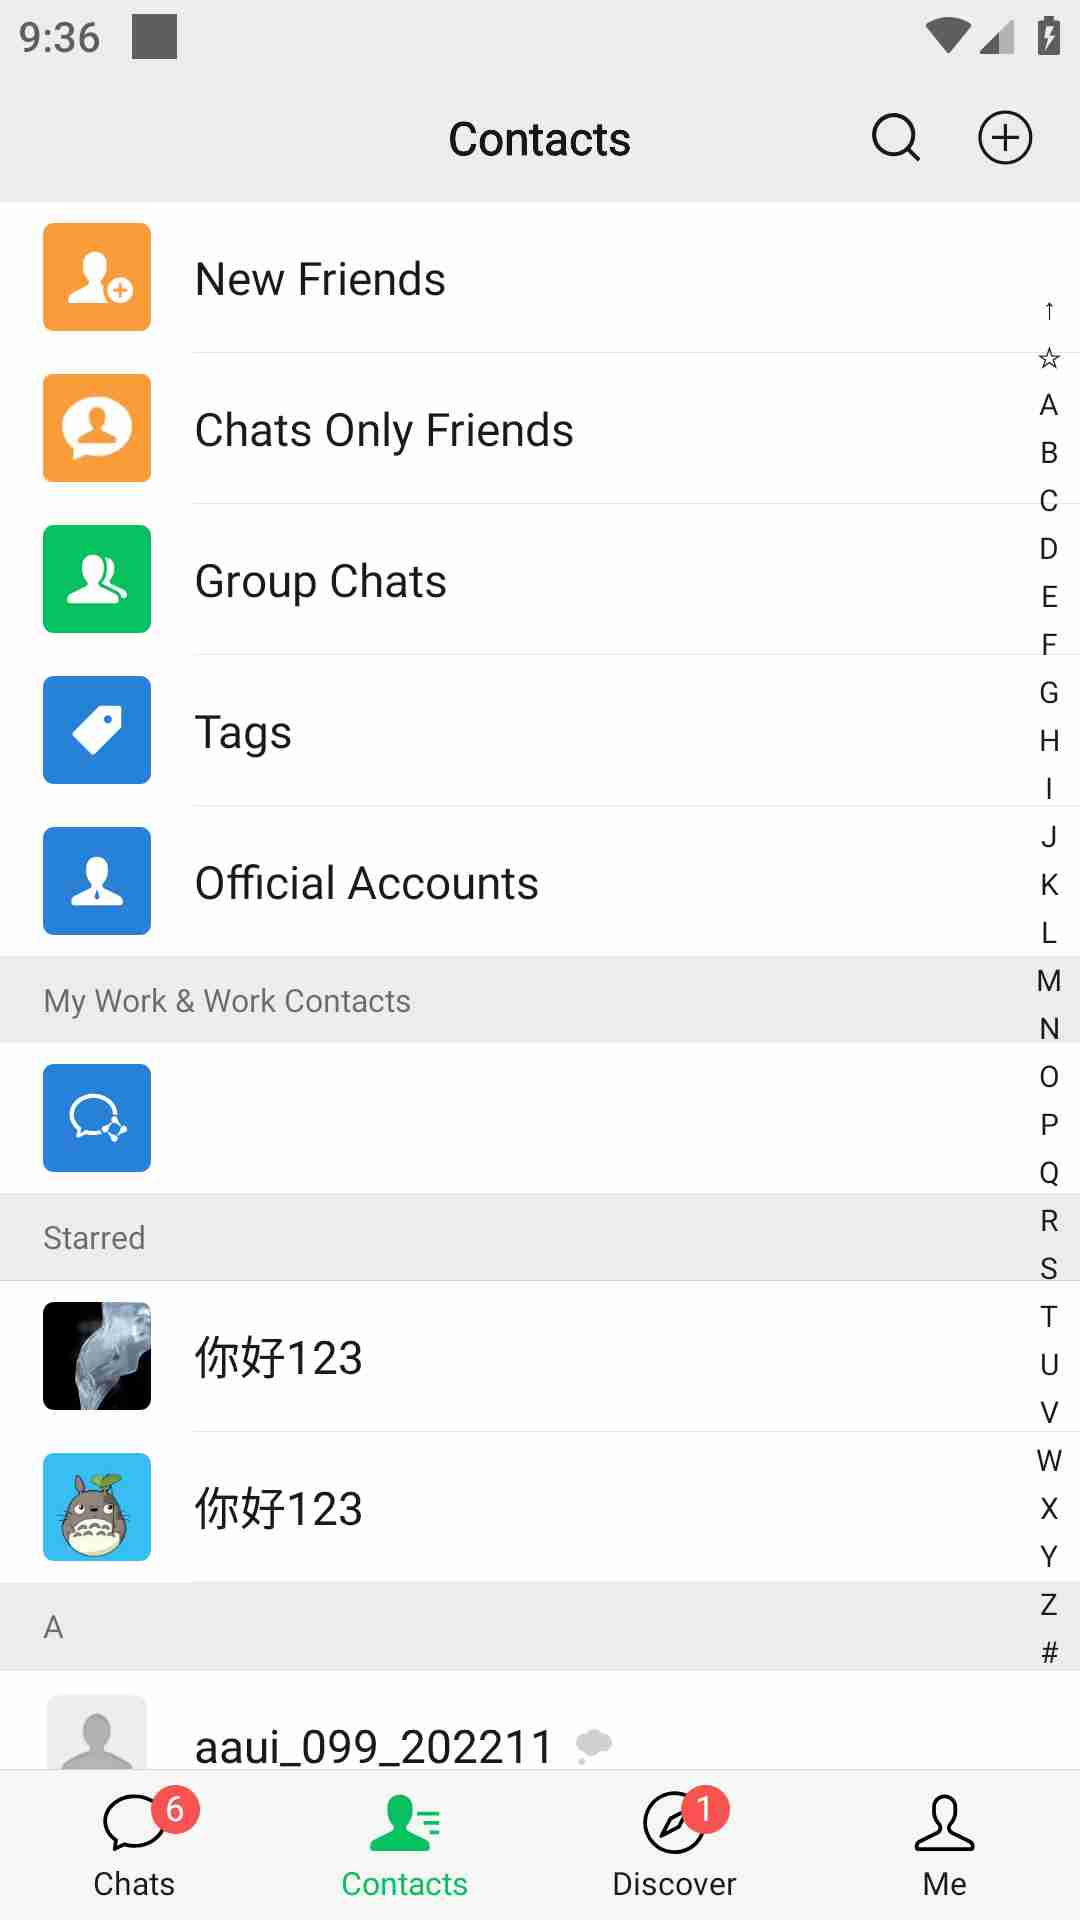 9:36
Contacts
New Friends
Chats Only Friends
Group Chats
Tags
Official Accounts
My Work & Work Contacts
Starred
你好123
你好123
A
aaui_099_202211
↑
☆
A
B
C
D
E
F
G
H
I
J
K
L
M
N
O
P
Q
R
S
T
U
V
W
X
Y
Z
#
6
1
Chats
Contacts
Discover
Me